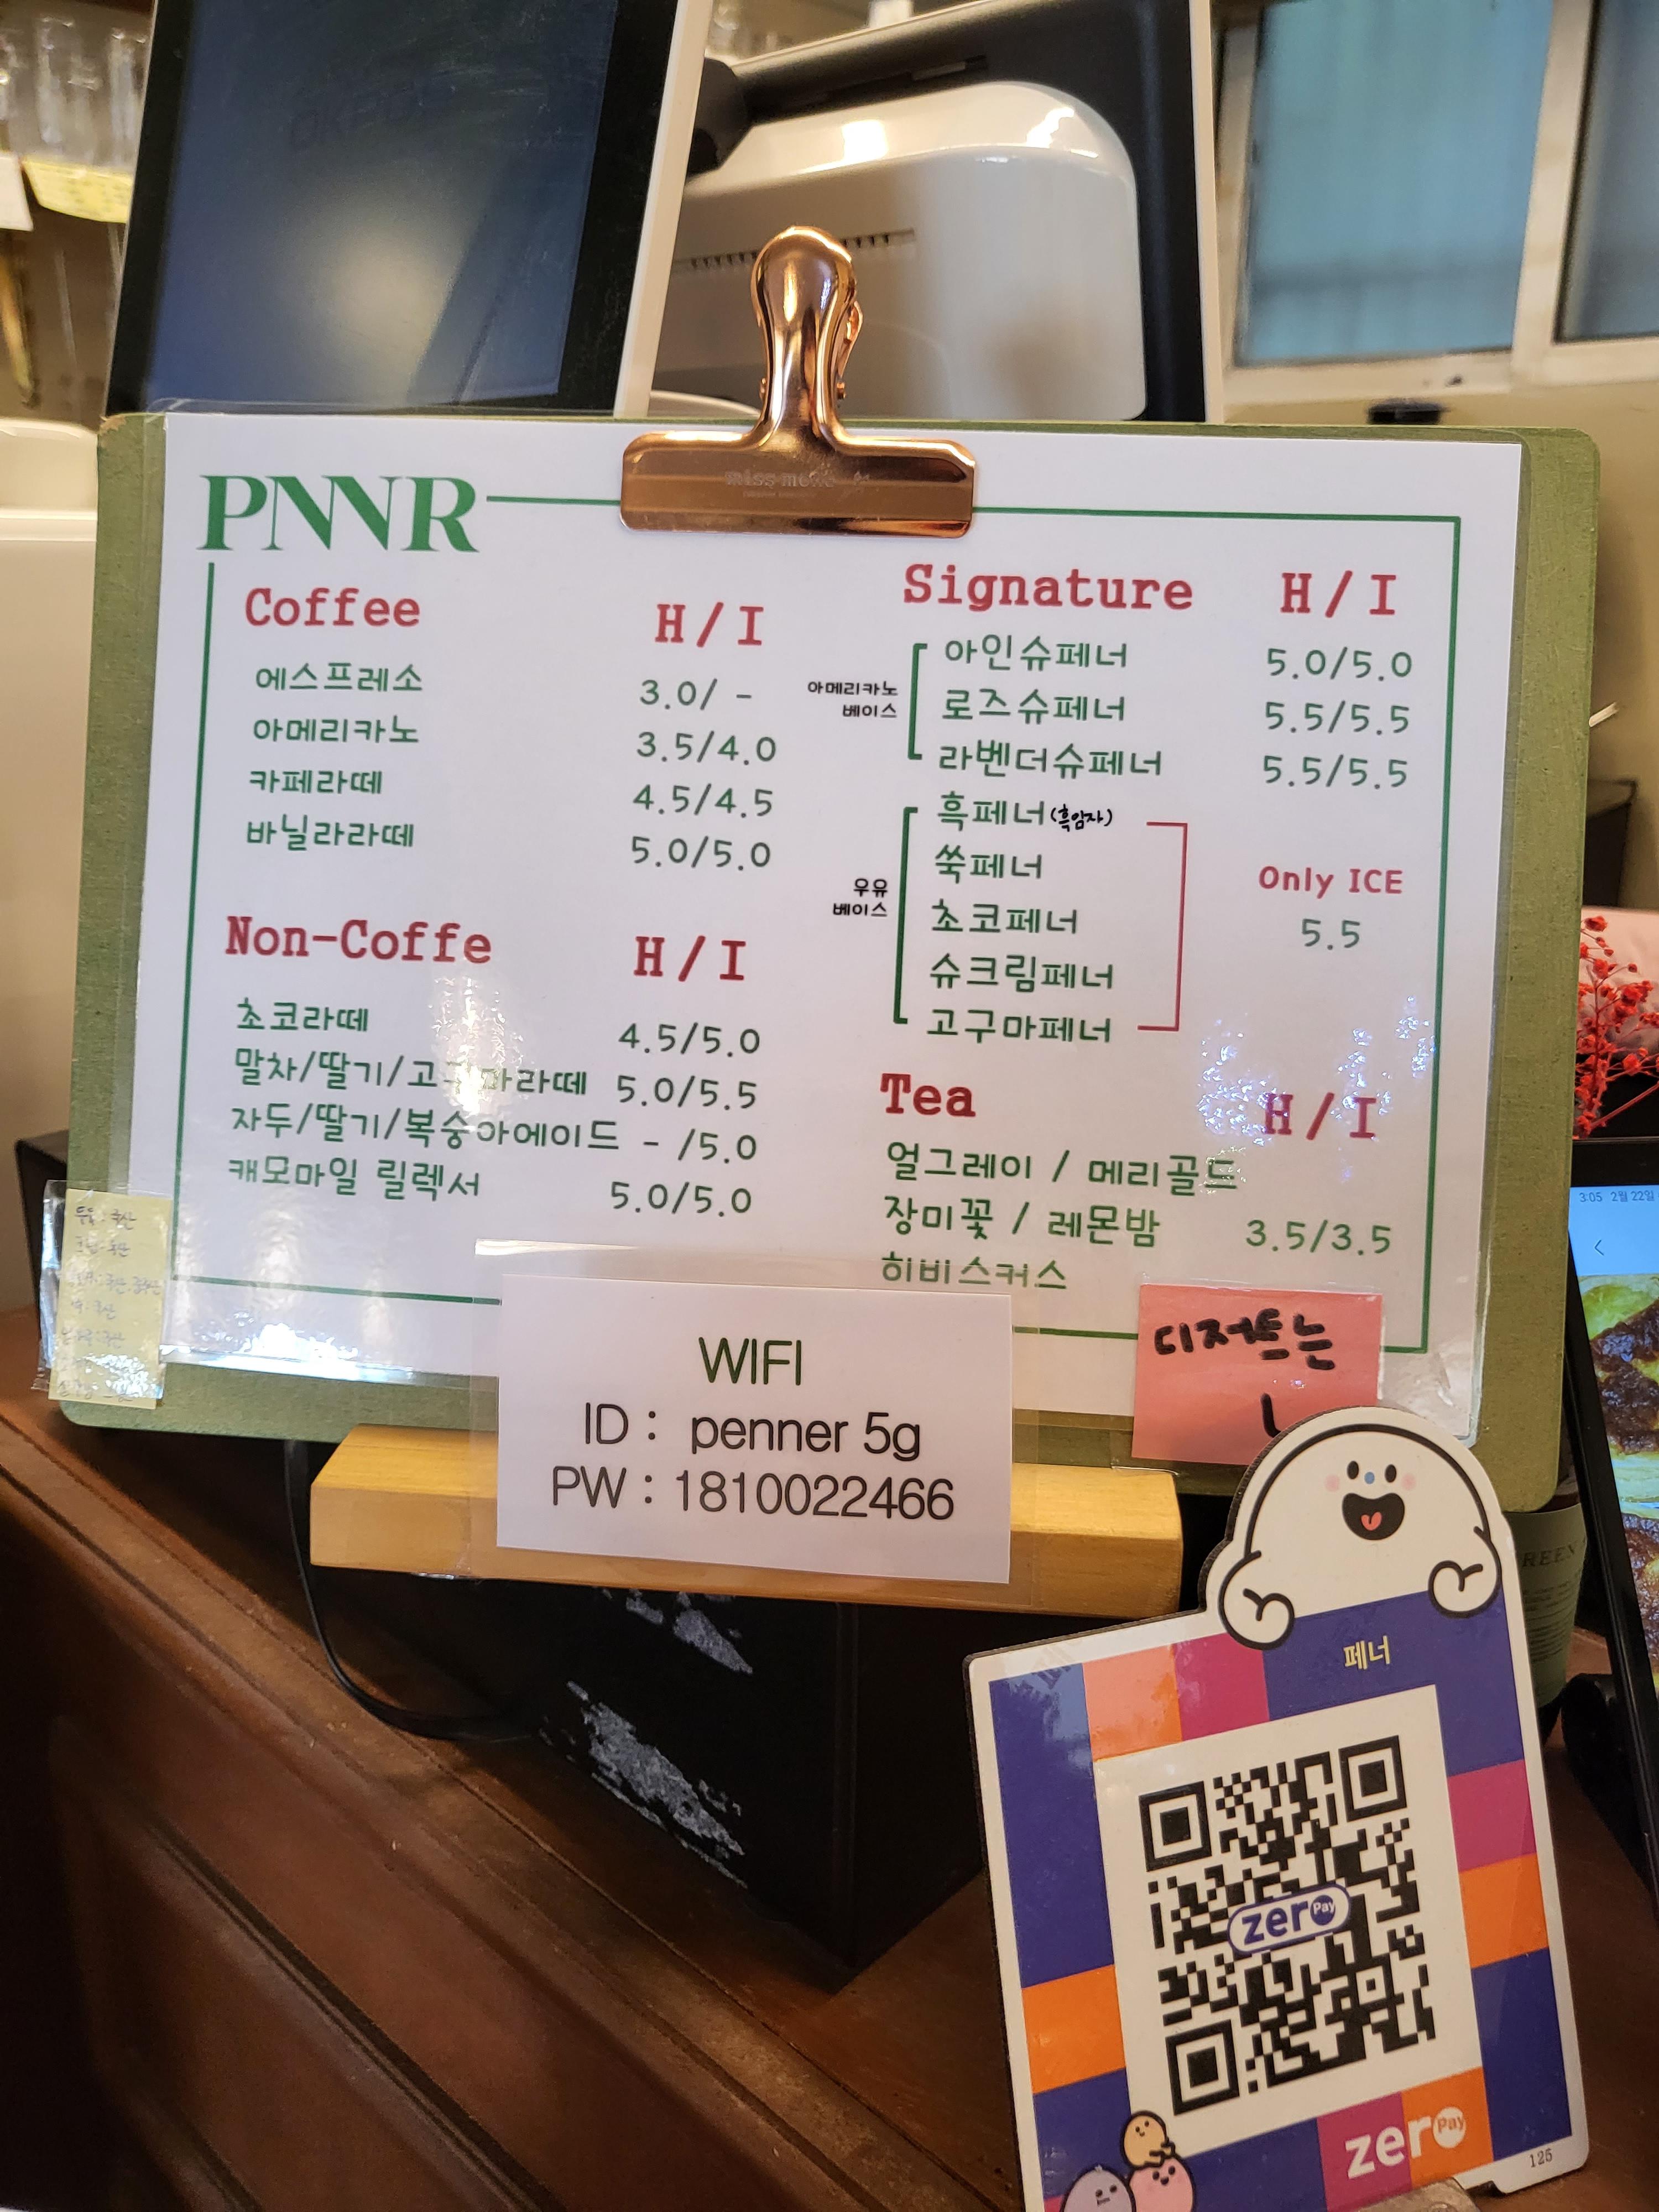 PNNR
Coffee H/I
에스프레소 3.0/ -
아메리카노 3.5/4.0
카페라떼 4.5/4.5
바닐라라떼 5.0/5.0
Non-Coffe H/I
초코라떼 4.5/5.0
말차/딸기/고구마라떼 5.0/5.5
자두/딸기/복숭아에이드 - /5.0
캐모마일 릴렉서 5.0/5.0
Signature H/I
아메리카노
베이스
아인슈페너 5.0/5.0
로즈슈페너 5.5/5.5
라벤더슈페너 5.5/5.5
우유
베이스
흑페너(흑임자)
쑥페너
초코페너
슈크림페너
고구마페너
Only ICE
5.5
Tea H/I
얼그레이 / 메리골드
장미꽃 / 레몬밤 3.5/3.5
히비스커스
디저트는
WIFI
ID : penner 5g
PW : 1810022466
페너
zero Pay
zero Pay
125
3:05 2월 22일